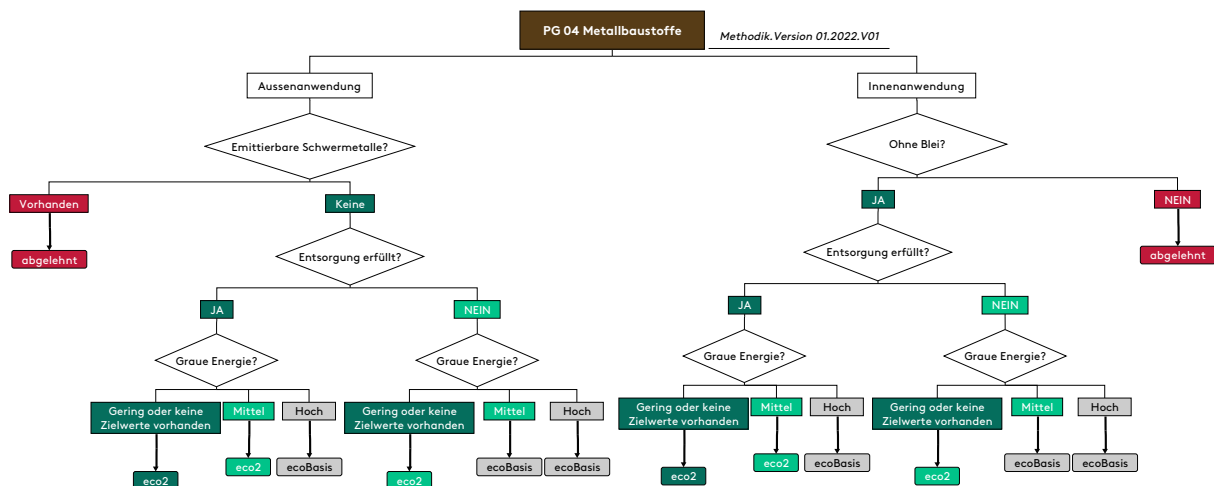 PG 04 Metallbaustoffe
Methodik.Version 01.2022.V01
Aussenanwendung
Innenanwendung
Emittierbare Schwermetalle?
Ohne Blei?
Vorhanden
Keine
JA
NEIN
abgelehnt
Entsorgung erfüllt?
Entsorgung erfüllt?
abgelehnt
JA
NEIN
JA
NEIN
Graue Energie?
Graue Energie?
Graue Energie?
Graue Energie?
Gering oder keine
Zielwerte vorhanden
Mittel
Hoch
Gering oder keine
Zielwerte vorhanden
Mittel
Hoch
Gering oder keine
Zielwerte vorhanden
Mittel
Hoch
Gering oder keine
Zielwerte vorhanden
Mittel
Hoch
eco2
eco2
ecoBasis
eco2
ecoBasis
ecoBasis
eco2
eco2
ecoBasis
eco2
ecoBasis
ecoBasis